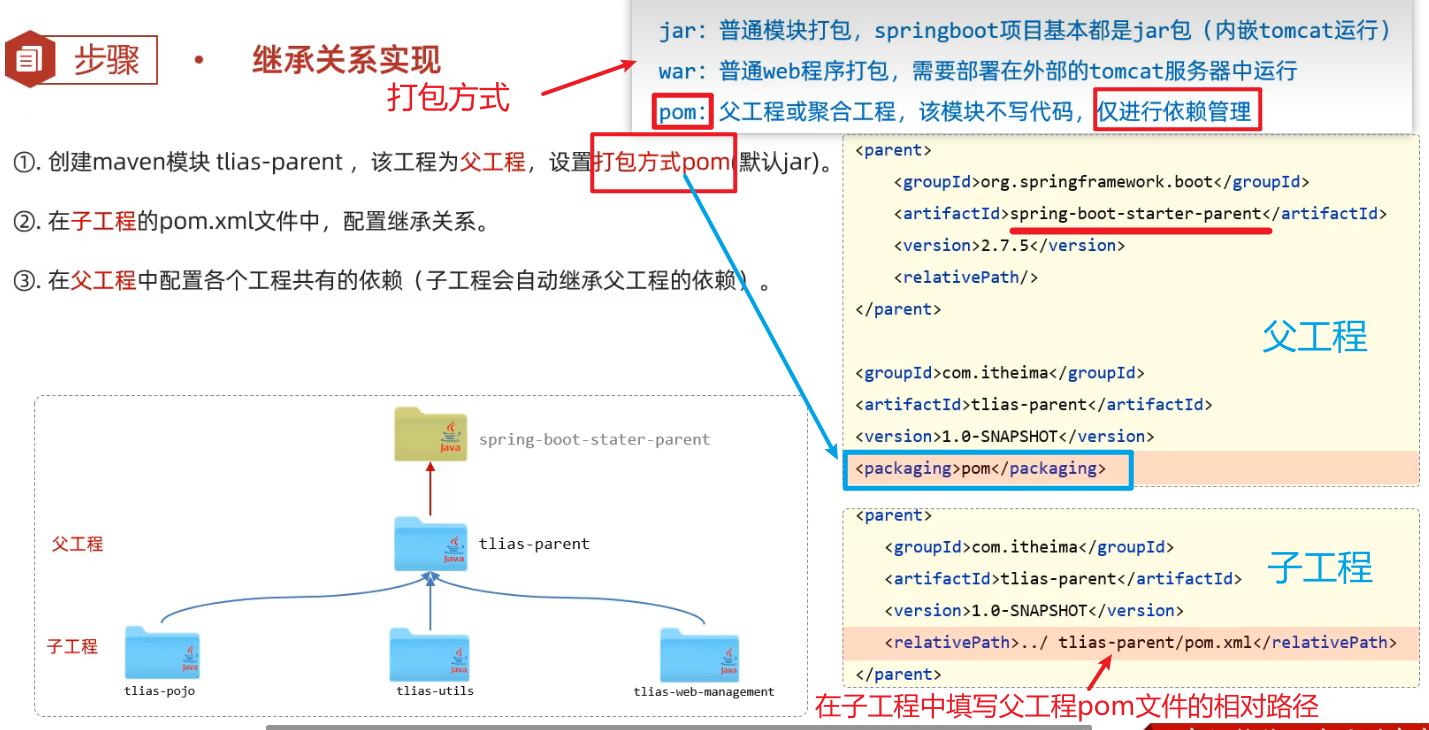 步骤
·
继承关系实现
打包方式
jar：普通模块打包，springboot项目基本都是jar包（内嵌tomcat运行）
war：普通web程序打包，需要部署在外部的tomcat服务器中运行
pom：父工程或聚合工程，该模块不写代码，仅进行依赖管理
①. 创建maven模块 tlias-parent ，该工程为父工程，设置打包方式pom(默认jar)。
②. 在子工程的pom.xml文件中，配置继承关系。
③. 在父工程中配置各个工程共有的依赖（子工程会自动继承父工程的依赖）。
<parent>
<groupId>org.springframework.boot</groupId>
<artifactId>spring-boot-starter-parent</artifactId>
<version>2.7.5</version>
<relativePath/>
</parent>
父工程
<groupId>com.itheima</groupId>
<artifactId>tlias-parent</artifactId>
<version>1.0-SNAPSHOT</version>
<packaging>pom</packaging>
<parent>
<groupId>com.itheima</groupId>
<artifactId>tlias-parent</artifactId>
<version>1.0-SNAPSHOT</version>
<relativePath>../ tlias-parent/pom.xml</relativePath>
</parent>
子工程
在子工程中填写父工程pom文件的相对路径
Java
spring-boot-stater-parent
父工程
Java
tlias-parent
子工程
Java
tlias-pojo
Java
tlias-utils
Java
tlias-web-management